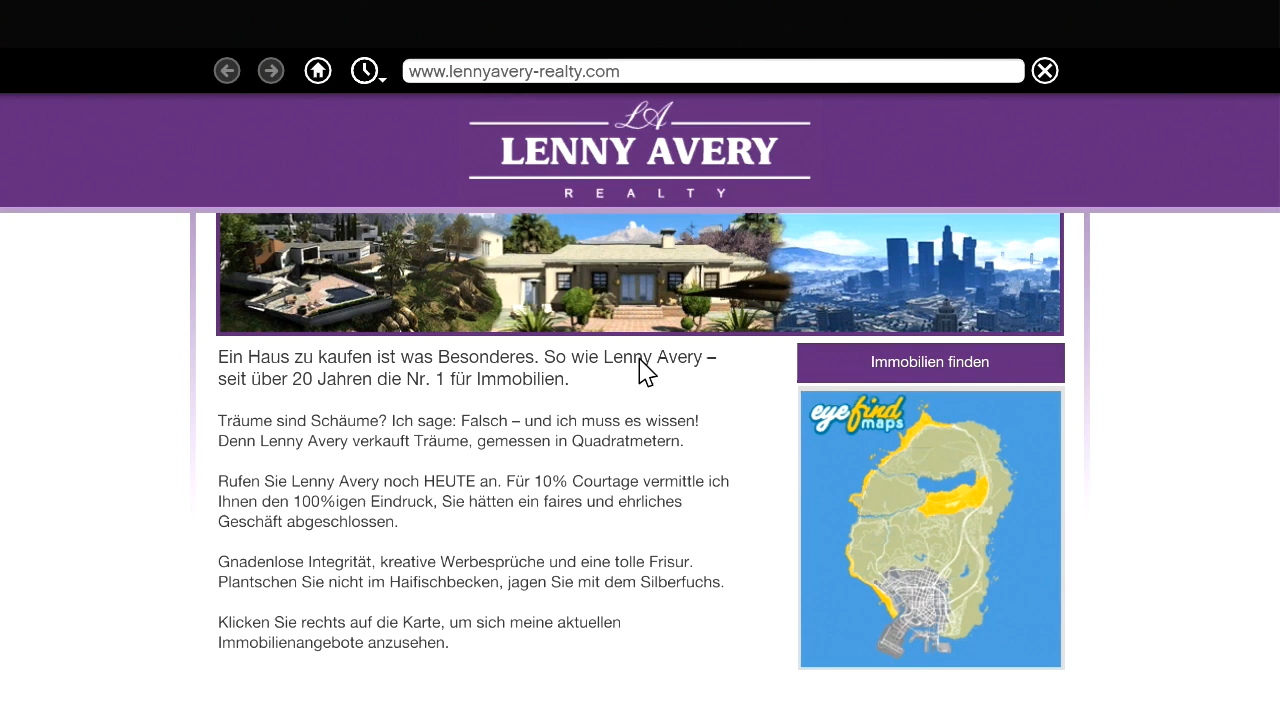 www.lennyavery-realty.com
LA
LENNY AVERY
REALTY
Ein Haus zu kaufen ist was Besonderes. So wie Lenny Avery –
seit über 20 Jahren die Nr. 1 für Immobilien.
Träume sind Schäume? Ich sage: Falsch – und ich muss es wissen!
Denn Lenny Avery verkauft Träume, gemessen in Quadratmetern.
Rufen Sie Lenny Avery noch HEUTE an. Für 10% Courtage vermittle ich
Ihnen den 100%igen Eindruck, Sie hätten ein faires und ehrliches
Geschäft abgeschlossen.
Gnadenlose Integrität, kreative Werbesprüche und eine tolle Frisur.
Plantschen Sie nicht im Haifischbecken, jagen Sie mit dem Silberfuchs.
Klicken Sie rechts auf die Karte, um sich meine aktuellen
Immobilienangebote anzusehen.
Immobilien finden
eyefind
maps